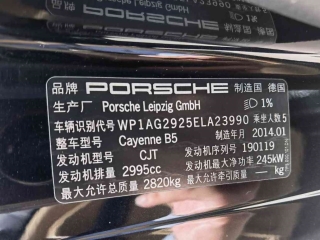 品牌 PORSCHE 制造国 德国
生产厂 Porsche Leipzig GmbH 1%
车辆识别代号 WP1AG2925ELA23990 乘坐人数 5
整车型号 Cayenne B5 制造年月 2014.01
发动机型号 CJT 发动机序列号 190119
发动机排量 2995cc 发动机最大净功率 245kW
最大允许总质量 2820kg 最大允许牵引质量 — kg